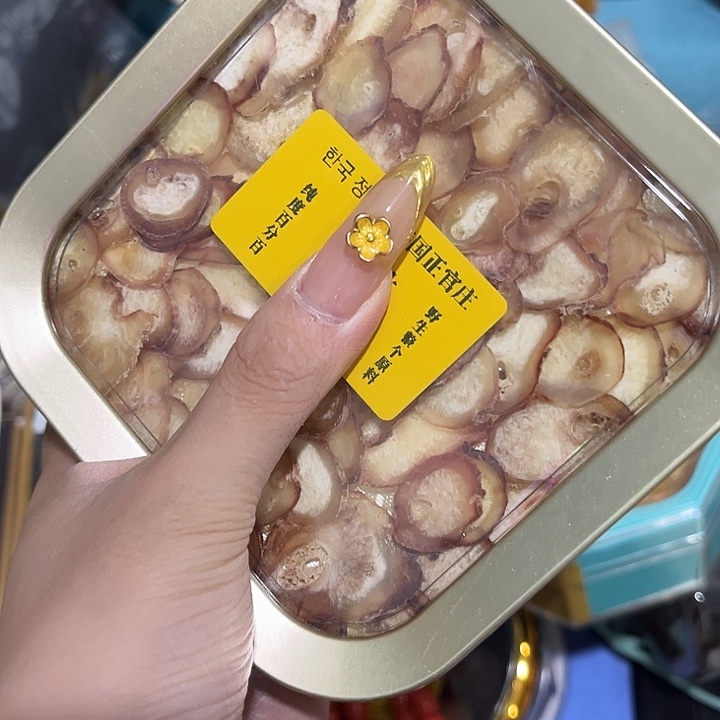 한국 정
国正官庄
纯度百分百
野生整个原料